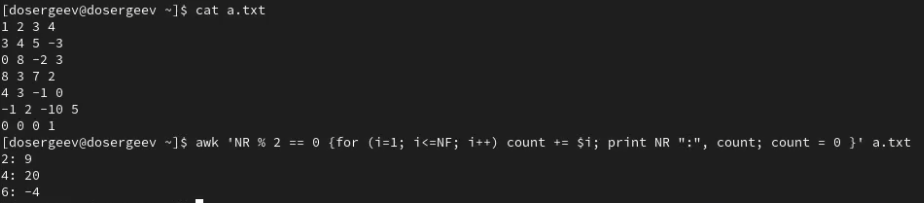 [dosergeev@dosergeev ~]$ cat a.txt
1 2 3 4
3 4 5 -3
0 8 -2 3
8 3 7 2
4 3 -1 0
-1 2 -10 5
0 0 0 1
[dosergeev@dosergeev ~]$ awk 'NR % 2 == 0 {for (i=1; i<=NF; i++) count += $i; print NR ":", count; count = 0 }' a.txt
2: 9
4: 20
6: -4